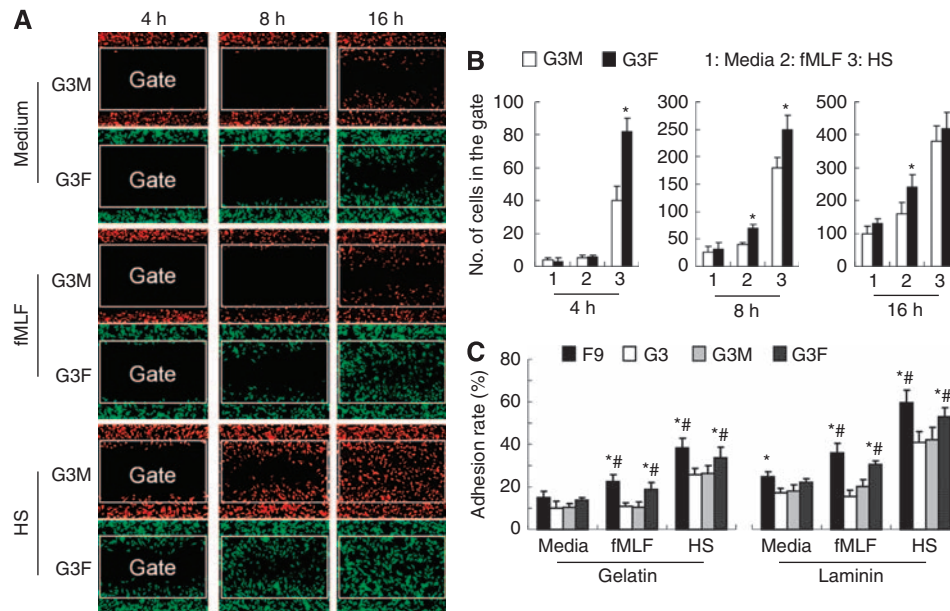 A
4 h 8 h 16 h
Medium
G3M
Gate
G3F
Gate
fMLF
G3M
Gate
G3F
Gate
HS
G3M
Gate
G3F
Gate
B
G3M G3F 1: Media 2: fMLF 3: HS
No. of cells in the gate
100
80
60
40
20
0
*
1 2 3
4 h
300
250
200
150
100
50
0
* *
1 2 3
8 h
500
400
300
200
100
0
*
1 2 3
16 h
C
F9 G3 G3M G3F
Adhesion rate (%)
80
60
40
20
0
*# *# *# *# * *# *# *# *#
Media fMLF HS Media fMLF HS
Gelatin Laminin